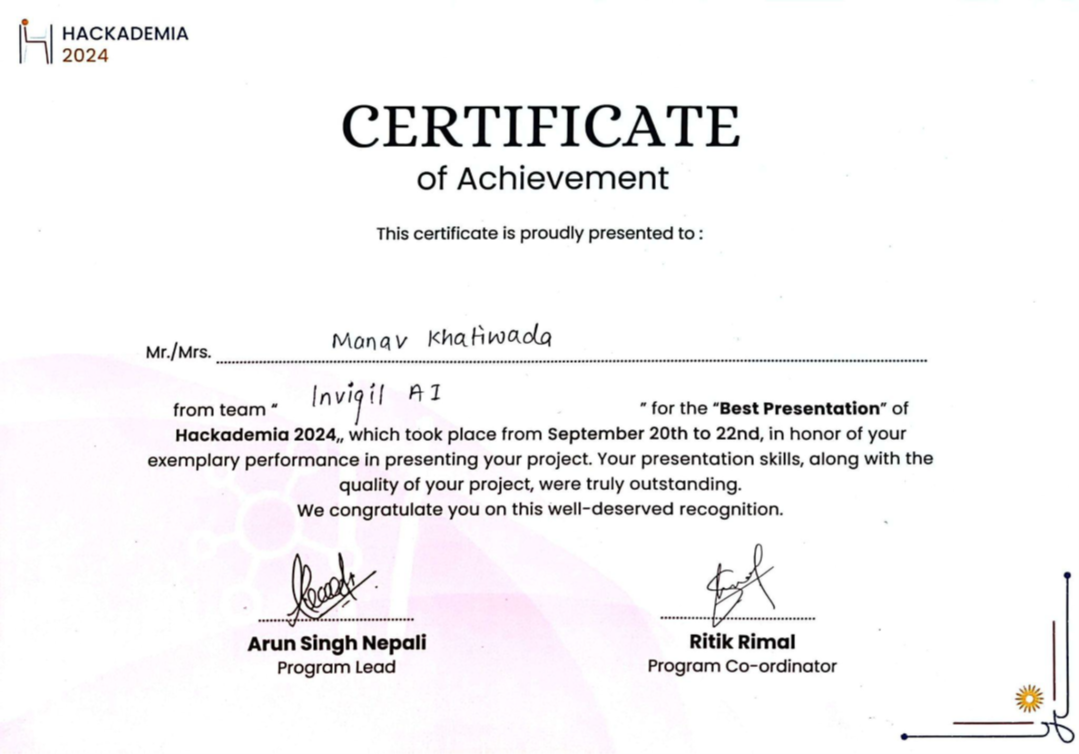 HACKADEMIA
2024
CERTIFICATE
of Achievement
This certificate is proudly presented to :
Mr./Mrs. Manav Khatiwada
from team “ Invigil AI ” for the “Best Presentation” of
Hackademia 2024,, which took place from September 20th to 22nd, in honor of your
exemplary performance in presenting your project. Your presentation skills, along with the
quality of your project, were truly outstanding.
We congratulate you on this well-deserved recognition.
Arun Singh Nepali
Program Lead
Ritik Rimal
Program Co-ordinator